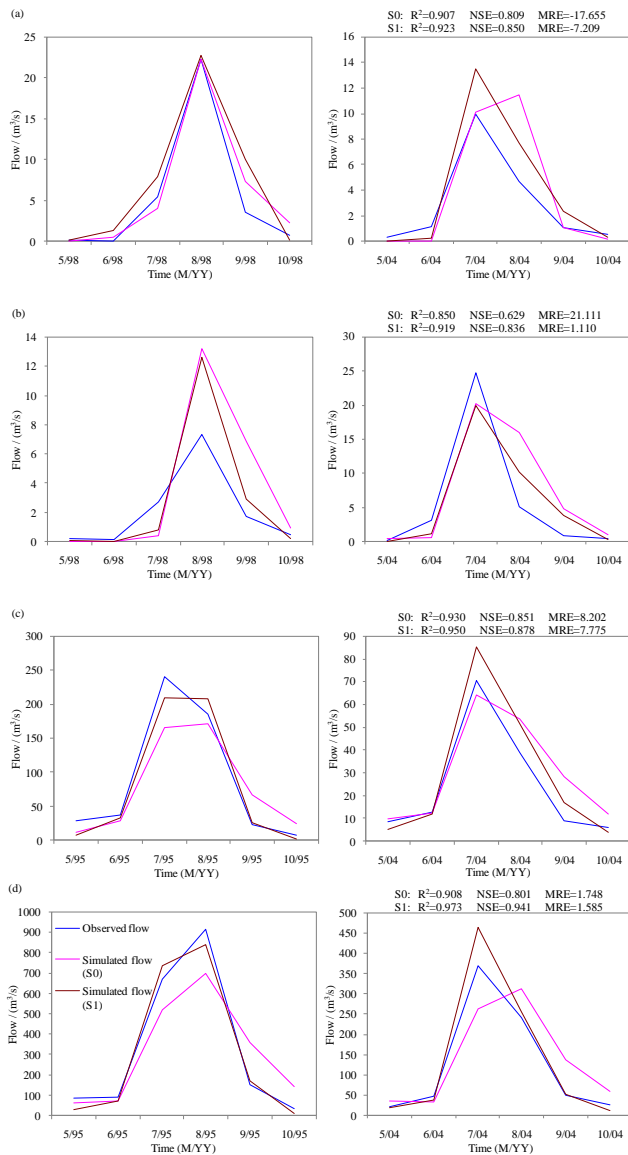 (a)
S0: R²=0.907 NSE=0.809 MRE=-17.655
S1: R²=0.923 NSE=0.850 MRE=-7.209
25
20
15
10
5
0
Flow / (m³/s)
5/98 6/98 7/98 8/98 9/98 10/98
Time (M/YY)
16
14
12
10
8
6
4
2
0
Flow / (m³/s)
5/04 6/04 7/04 8/04 9/04 10/04
Time (M/YY)
(b)
S0: R²=0.850 NSE=0.629 MRE=21.111
S1: R²=0.919 NSE=0.836 MRE=1.110
14
12
10
8
6
4
2
0
Flow / (m³/s)
5/98 6/98 7/98 8/98 9/98 10/98
Time (M/YY)
30
25
20
15
10
5
0
Flow / (m³/s)
5/04 6/04 7/04 8/04 9/04 10/04
Time (M/YY)
(c)
S0: R²=0.930 NSE=0.851 MRE=8.202
S1: R²=0.950 NSE=0.878 MRE=7.775
300
250
200
150
100
50
0
Flow / (m³/s)
5/95 6/95 7/95 8/95 9/95 10/95
Time (M/YY)
90
80
70
60
50
40
30
20
10
0
Flow / (m³/s)
5/04 6/04 7/04 8/04 9/04 10/04
Time (M/YY)
(d)
S0: R²=0.908 NSE=0.801 MRE=1.748
S1: R²=0.973 NSE=0.941 MRE=1.585
1000
900
800
700
600
500
400
300
200
100
0
Flow / (m³/s)
Observed flow
Simulated flow
(S0)
Simulated flow
(S1)
5/95 6/95 7/95 8/95 9/95 10/95
Time (M/YY)
500
450
400
350
300
250
200
150
100
50
0
Flow / (m³/s)
5/04 6/04 7/04 8/04 9/04 10/04
Time (M/YY)